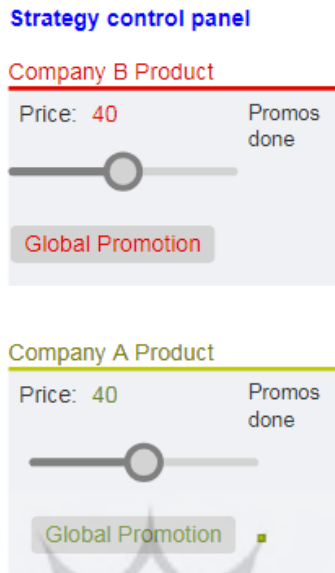 Strategy control panel
Company B Product
Price: 40 Promos
done
Global Promotion
Company A Product
Price: 40 Promos
done
Global Promotion